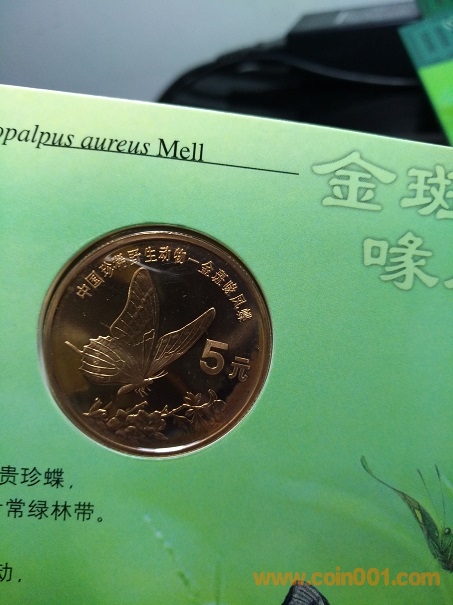 opalpus aureus Mell
金斑
喙
中国珍稀野生动物—金斑喙凤蝶
5元
贵珍蝶，
常绿林带。
动，
www.coin001.com